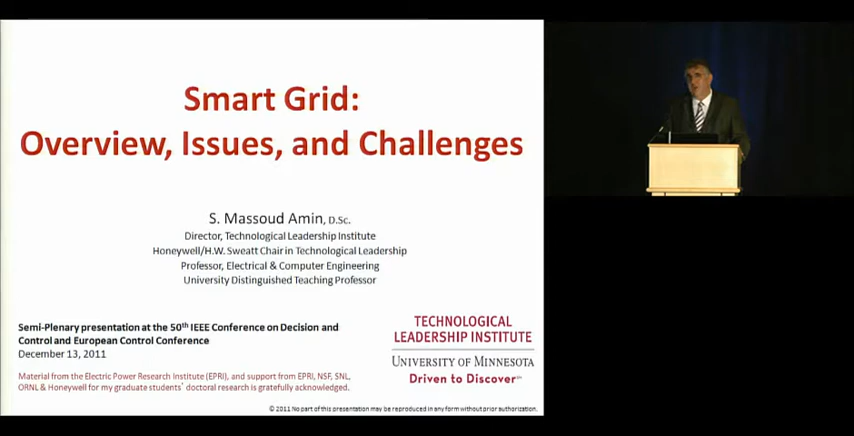 Smart Grid:
Overview, Issues, and Challenges
S. Massoud Amin, D.Sc.
Director, Technological Leadership Institute
Honeywell/H.W. Sweatt Chair in Technological Leadership
Professor, Electrical & Computer Engineering
University Distinguished Teaching Professor
Semi-Plenary presentation at the 50th IEEE Conference on Decision and
Control and European Control Conference
December 13, 2011
Material from the Electric Power Research Institute (EPRI), and support from EPRI, NSF, SNL,
ORNL & Honeywell for my graduate students' doctoral research is gratefully acknowledged.
TECHNOLOGICAL
LEADERSHIP INSTITUTE
UNIVERSITY OF MINNESOTA
Driven to Discover
© 2011 No part of this presentation may be reproduced in any form without prior authorization.